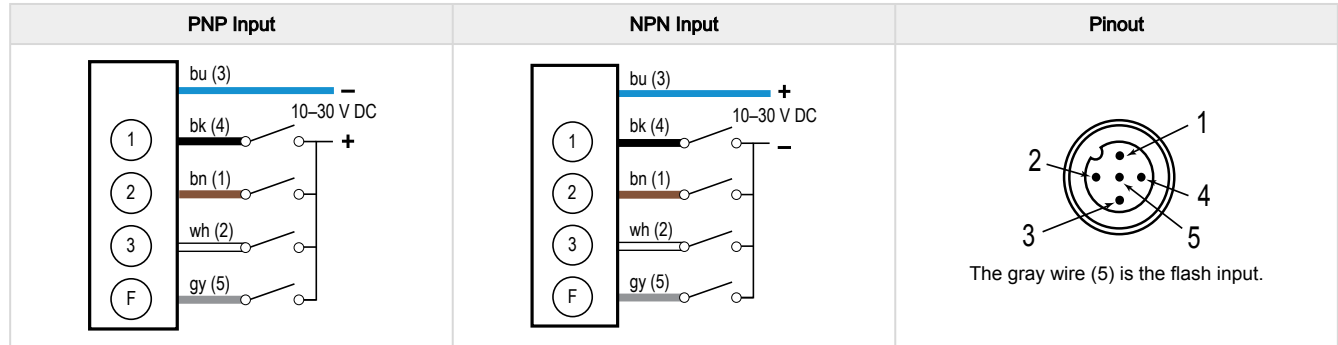 PNP Input
NPN Input
Pinout
bu (3)
–
10–30 V DC
1
bk (4)
+
2
bn (1)
3
wh (2)
F
gy (5)
bu (3)
+
10–30 V DC
1
bk (4)
–
2
bn (1)
3
wh (2)
F
gy (5)
1
2
4
3
5
The gray wire (5) is the flash input.